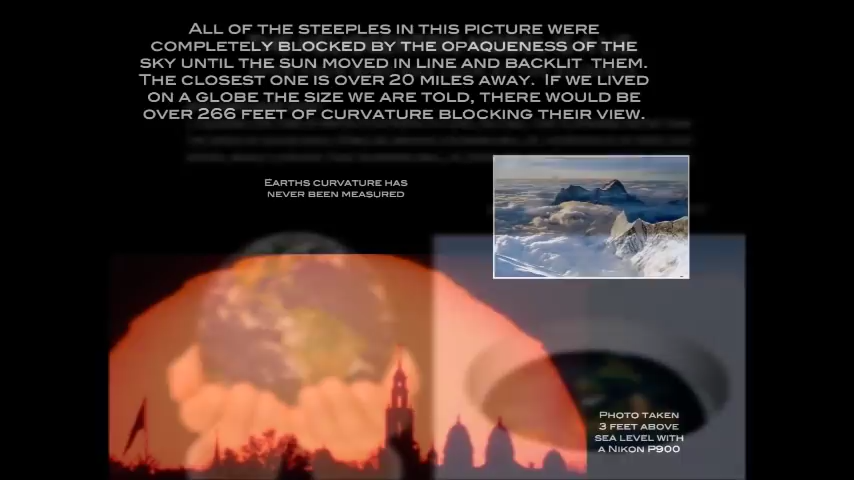 ALL OF THE STEEPLES IN THIS PICTURE WERE
COMPLETELY BLOCKED BY THE OPAQUENESS OF THE
SKY UNTIL THE SUN MOVED IN LINE AND BACKLIT THEM.
THE CLOSEST ONE IS OVER 20 MILES AWAY. IF WE LIVED
ON A GLOBE THE SIZE WE ARE TOLD, THERE WOULD BE
OVER 266 FEET OF CURVATURE BLOCKING THEIR VIEW.
EARTHS CURVATURE HAS
NEVER BEEN MEASURED
PHOTO TAKEN
3 FEET ABOVE
SEA LEVEL WITH
A NIKON P900